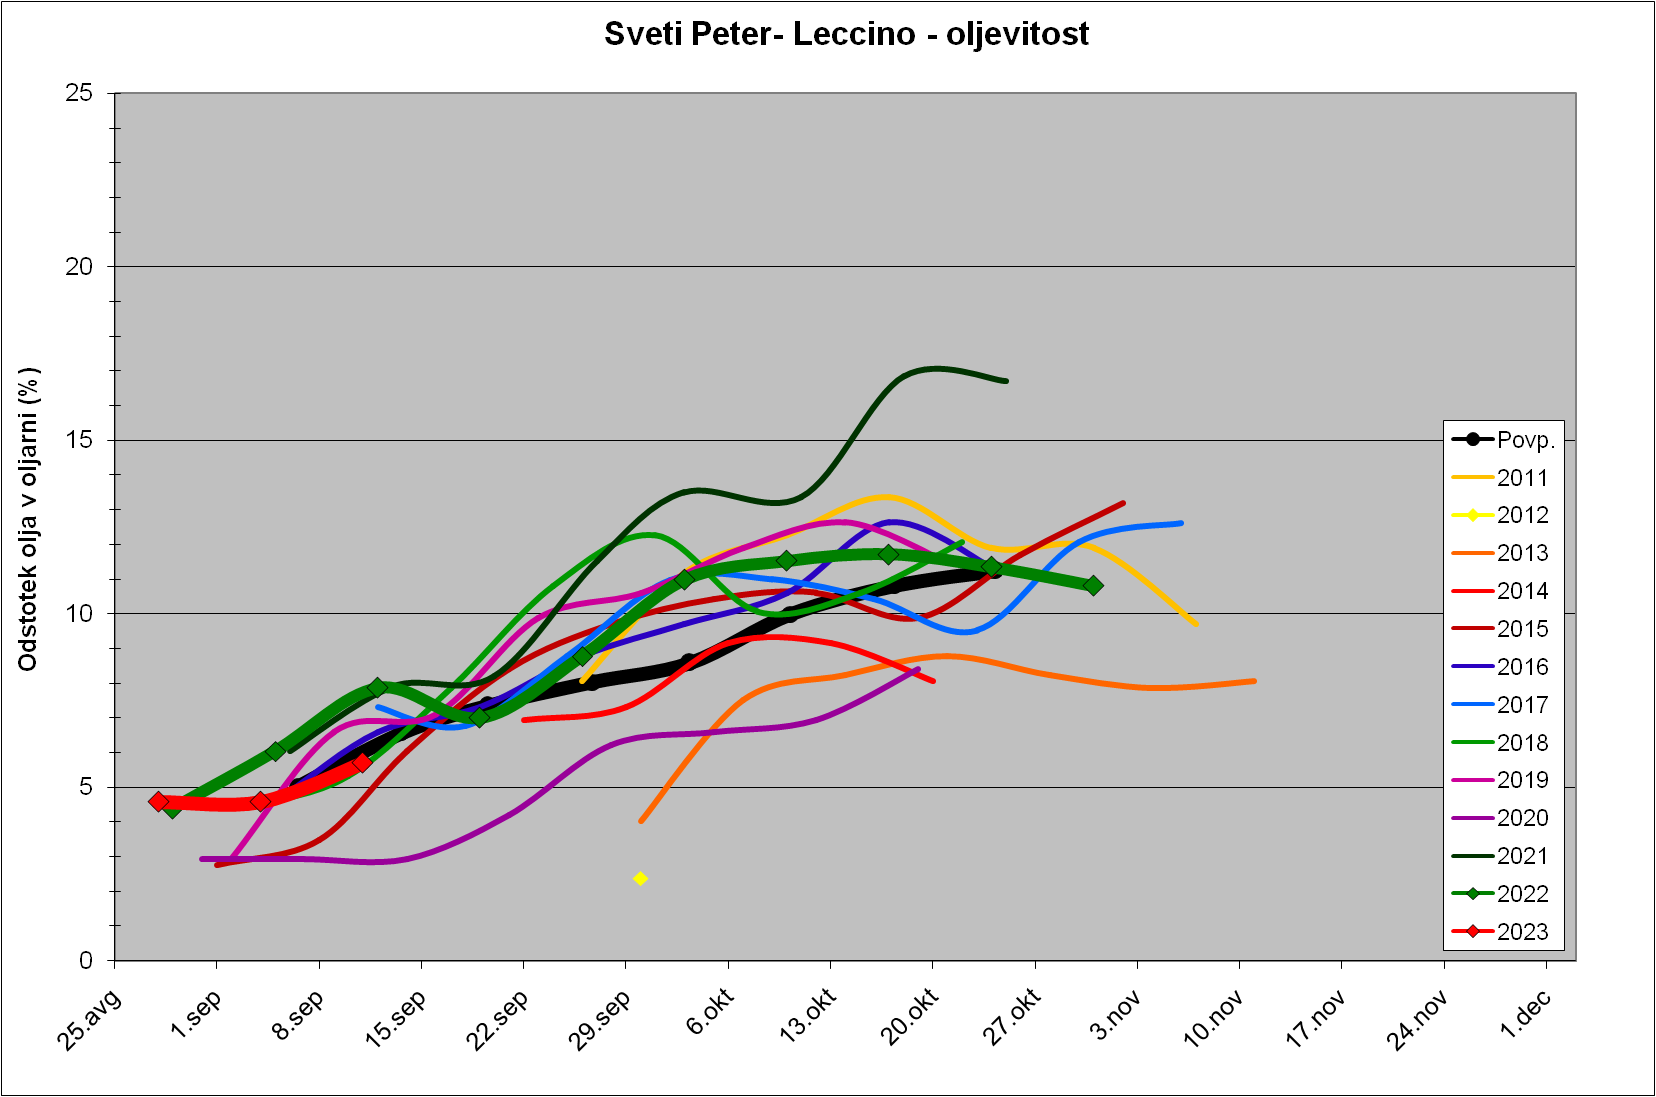 Sveti Peter- Leccino - oljevitost
Odstotek olja v oljarni (%)
25
20
15
10
5
0
25.avg
1.sep
8.sep
15.sep
22.sep
29.sep
6.okt
13.okt
20.okt
27.okt
3.nov
10.nov
17.nov
24.nov
1.dec
Povp.
2011
2012
2013
2014
2015
2016
2017
2018
2019
2020
2021
2022
2023